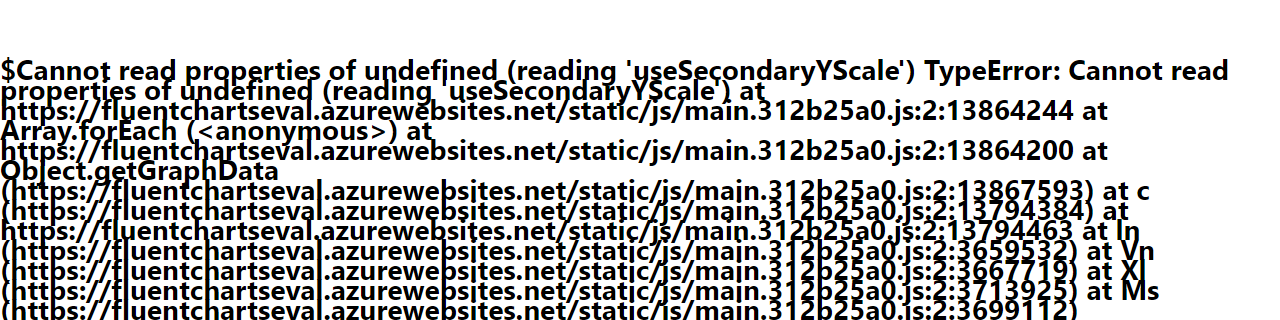 $Cannot read properties of undefined (reading 'useSecondaryYScale') TypeError: Cannot read
properties of undefined (reading 'useSecondaryYScale') at
https://fluentchartseval.azurewebsites.net/static/js/main.312b25a0.js:2:13864244 at
Array.forEach (<anonymous>) at
https://fluentchartseval.azurewebsites.net/static/js/main.312b25a0.js:2:13864200 at
Object.getGraphData
(https://fluentchartseval.azurewebsites.net/static/js/main.312b25a0.js:2:13867593) at c
(https://fluentchartseval.azurewebsites.net/static/js/main.312b25a0.js:2:13794384) at
https://fluentchartseval.azurewebsites.net/static/js/main.312b25a0.js:2:13794463 at In
(https://fluentchartseval.azurewebsites.net/static/js/main.312b25a0.js:2:3659532) at Vn
(https://fluentchartseval.azurewebsites.net/static/js/main.312b25a0.js:2:3667719) at Xl
(https://fluentchartseval.azurewebsites.net/static/js/main.312b25a0.js:2:3713925) at Ms
(https://fluentchartseval.azurewebsites.net/static/js/main.312b25a0.js:2:3699112)